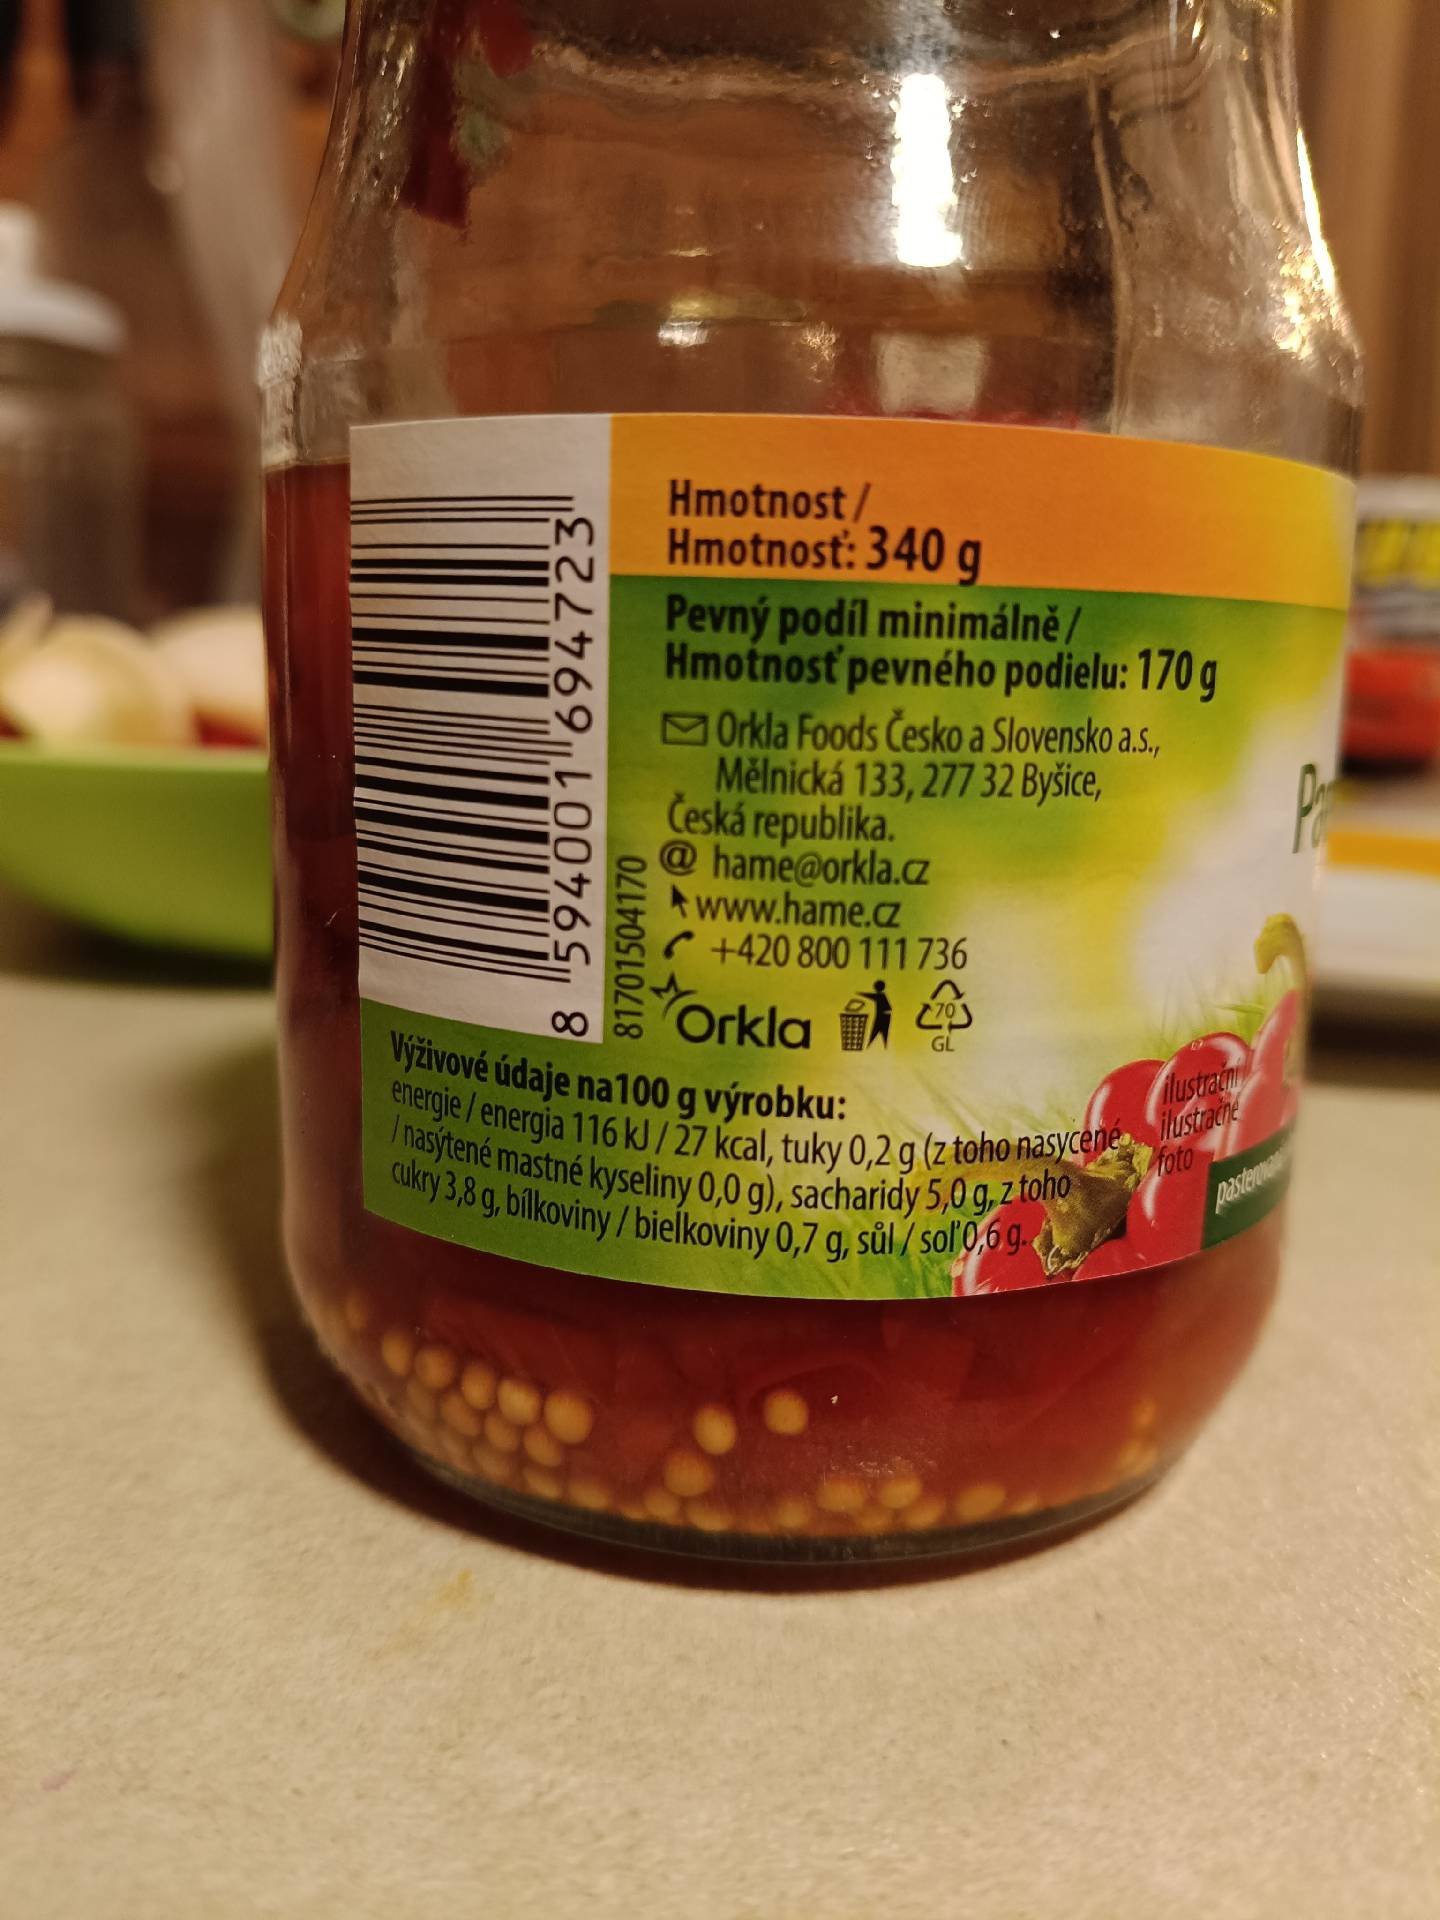 Hmotnost /
Hmotnosť: 340 g
Pevný podíl minimálně /
Hmotnosť pevného podielu: 170 g
Orkla Foods Česko a Slovensko a.s.,
Mělnická 133, 277 32 Byšice,
Česká republika.
@ hame@orkla.cz
www.hame.cz
+420 800 111 736
Orkla
70
GL
8 594001 694723
81701504170
Výživové údaje na 100 g výrobku:
energie / energia 116 kJ / 27 kcal, tuky 0,2 g (z toho nasycené
/ nasýtené mastné kyseliny 0,0 g), sacharidy 5,0 g, z toho
cukry 3,8 g, bílkoviny / bielkoviny 0,7 g, sůl / soľ 0,6 g.
ilustrační
ilustračné
foto